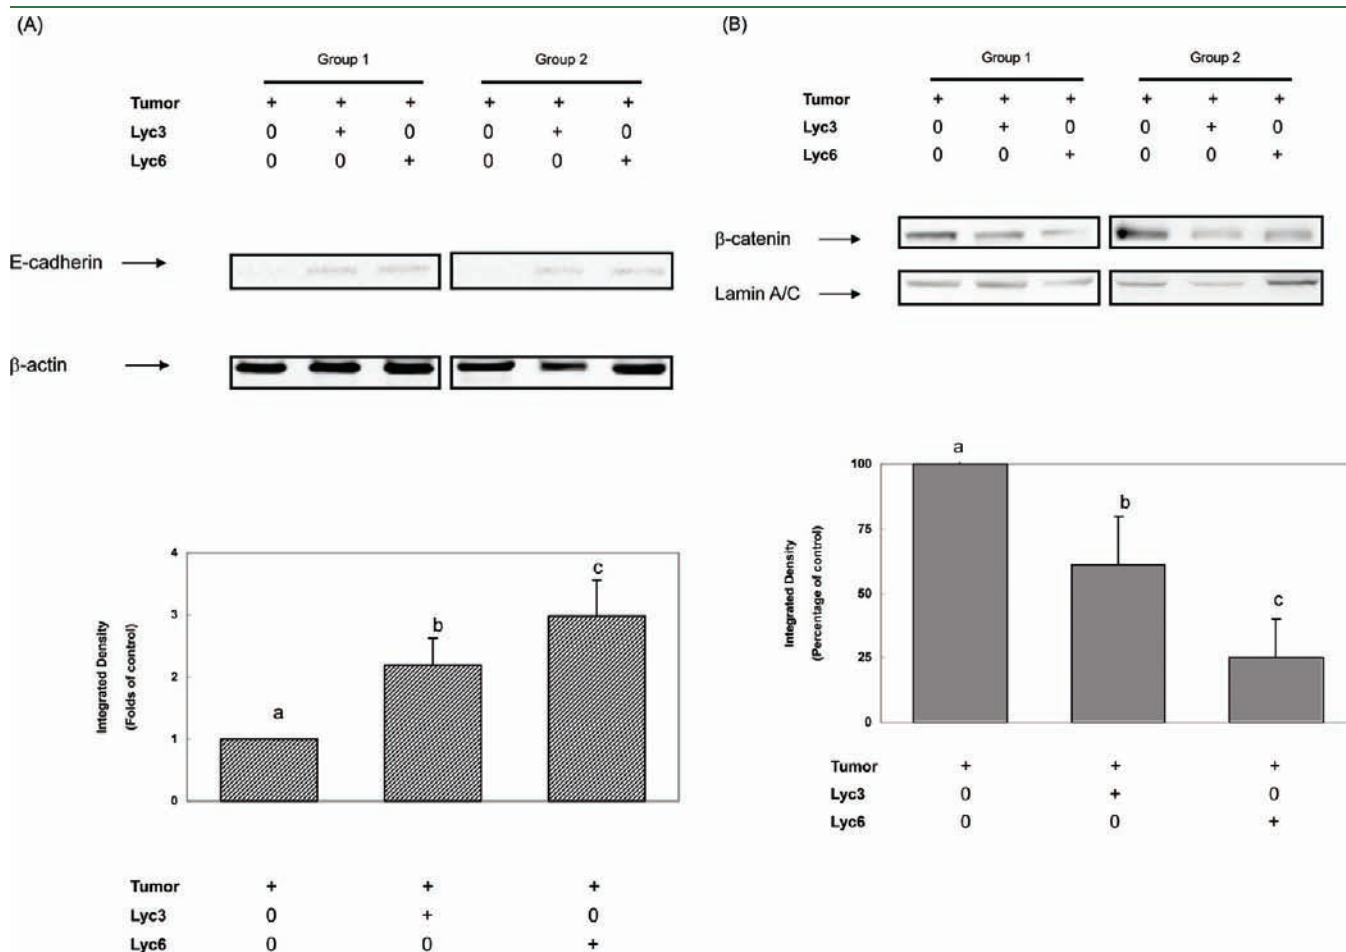 (A)
Group 1 Group 2
Tumor + + + + + +
Lyc3 0 + 0 0 + 0
Lyc6 0 0 + 0 0 +
E-cadherin
β-actin
Integrated Density
(Folds of control)
4
3
2
1
0
a
b
c
Tumor + + +
Lyc3 0 + 0
Lyc6 0 0 +
(B)
Group 1 Group 2
Tumor + + + + + +
Lyc3 0 + 0 0 + 0
Lyc6 0 0 + 0 0 +
β-catenin
Lamin A/C
Integrated Density
(Percentage of control)
100
75
50
25
0
a
b
c
Tumor + + +
Lyc3 0 + 0
Lyc6 0 0 +